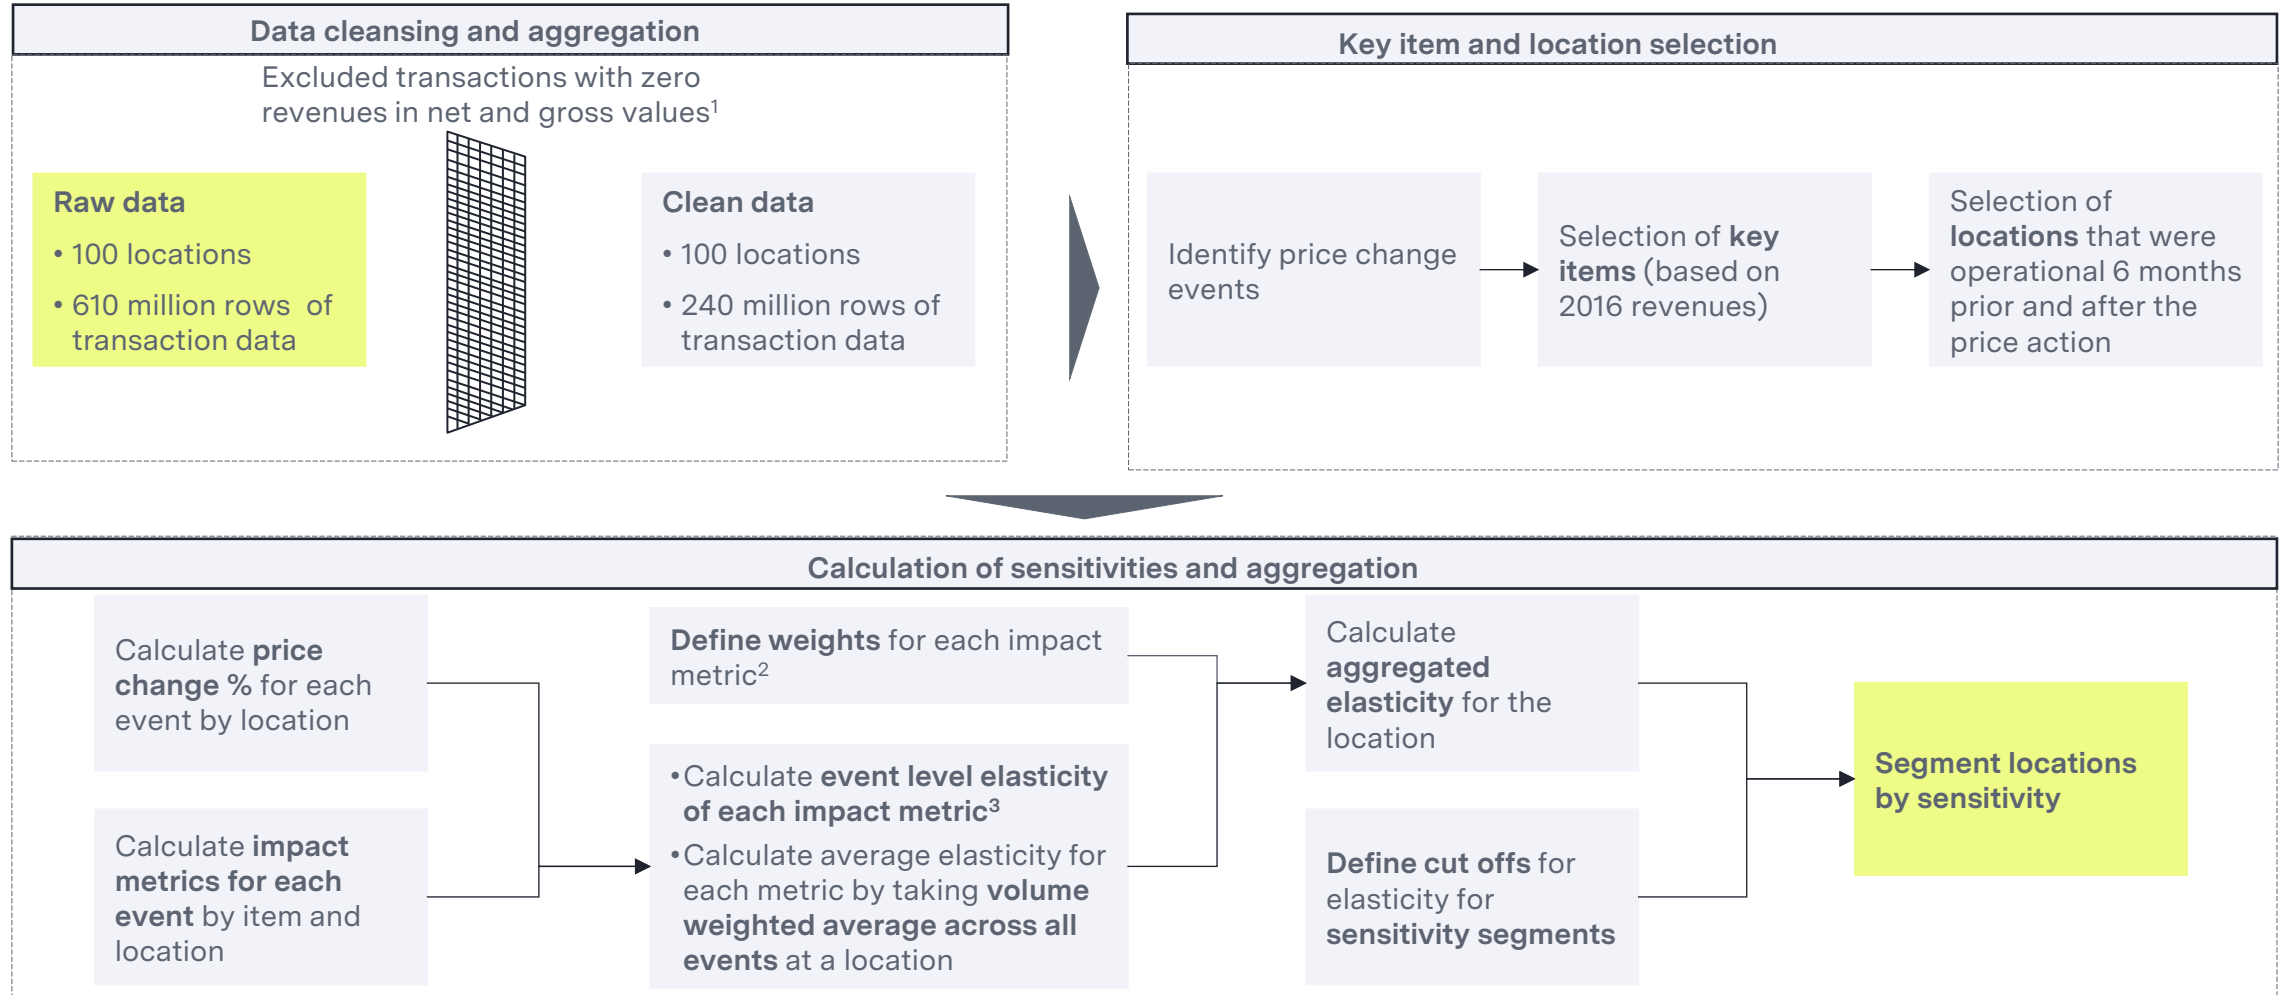 Data cleansing and aggregation
Excluded transactions with zero
revenues in net and gross values¹
Raw data
• 100 locations
• 610 million rows of
transaction data
Clean data
• 100 locations
• 240 million rows of
transaction data
Key item and location selection
Identify price change
events
Selection of key
items (based on
2016 revenues)
Selection of
locations that were
operational 6 months
prior and after the
price action
Calculation of sensitivities and aggregation
Calculate price
change % for each
event by location
Calculate impact
metrics for each
event by item and
location
Define weights for each impact
metric²
•Calculate event level elasticity
of each impact metric³
•Calculate average elasticity for
each metric by taking volume
weighted average across all
events at a location
Calculate
aggregated
elasticity for the
location
Define cut offs for
elasticity for
sensitivity segments
Segment locations
by sensitivity